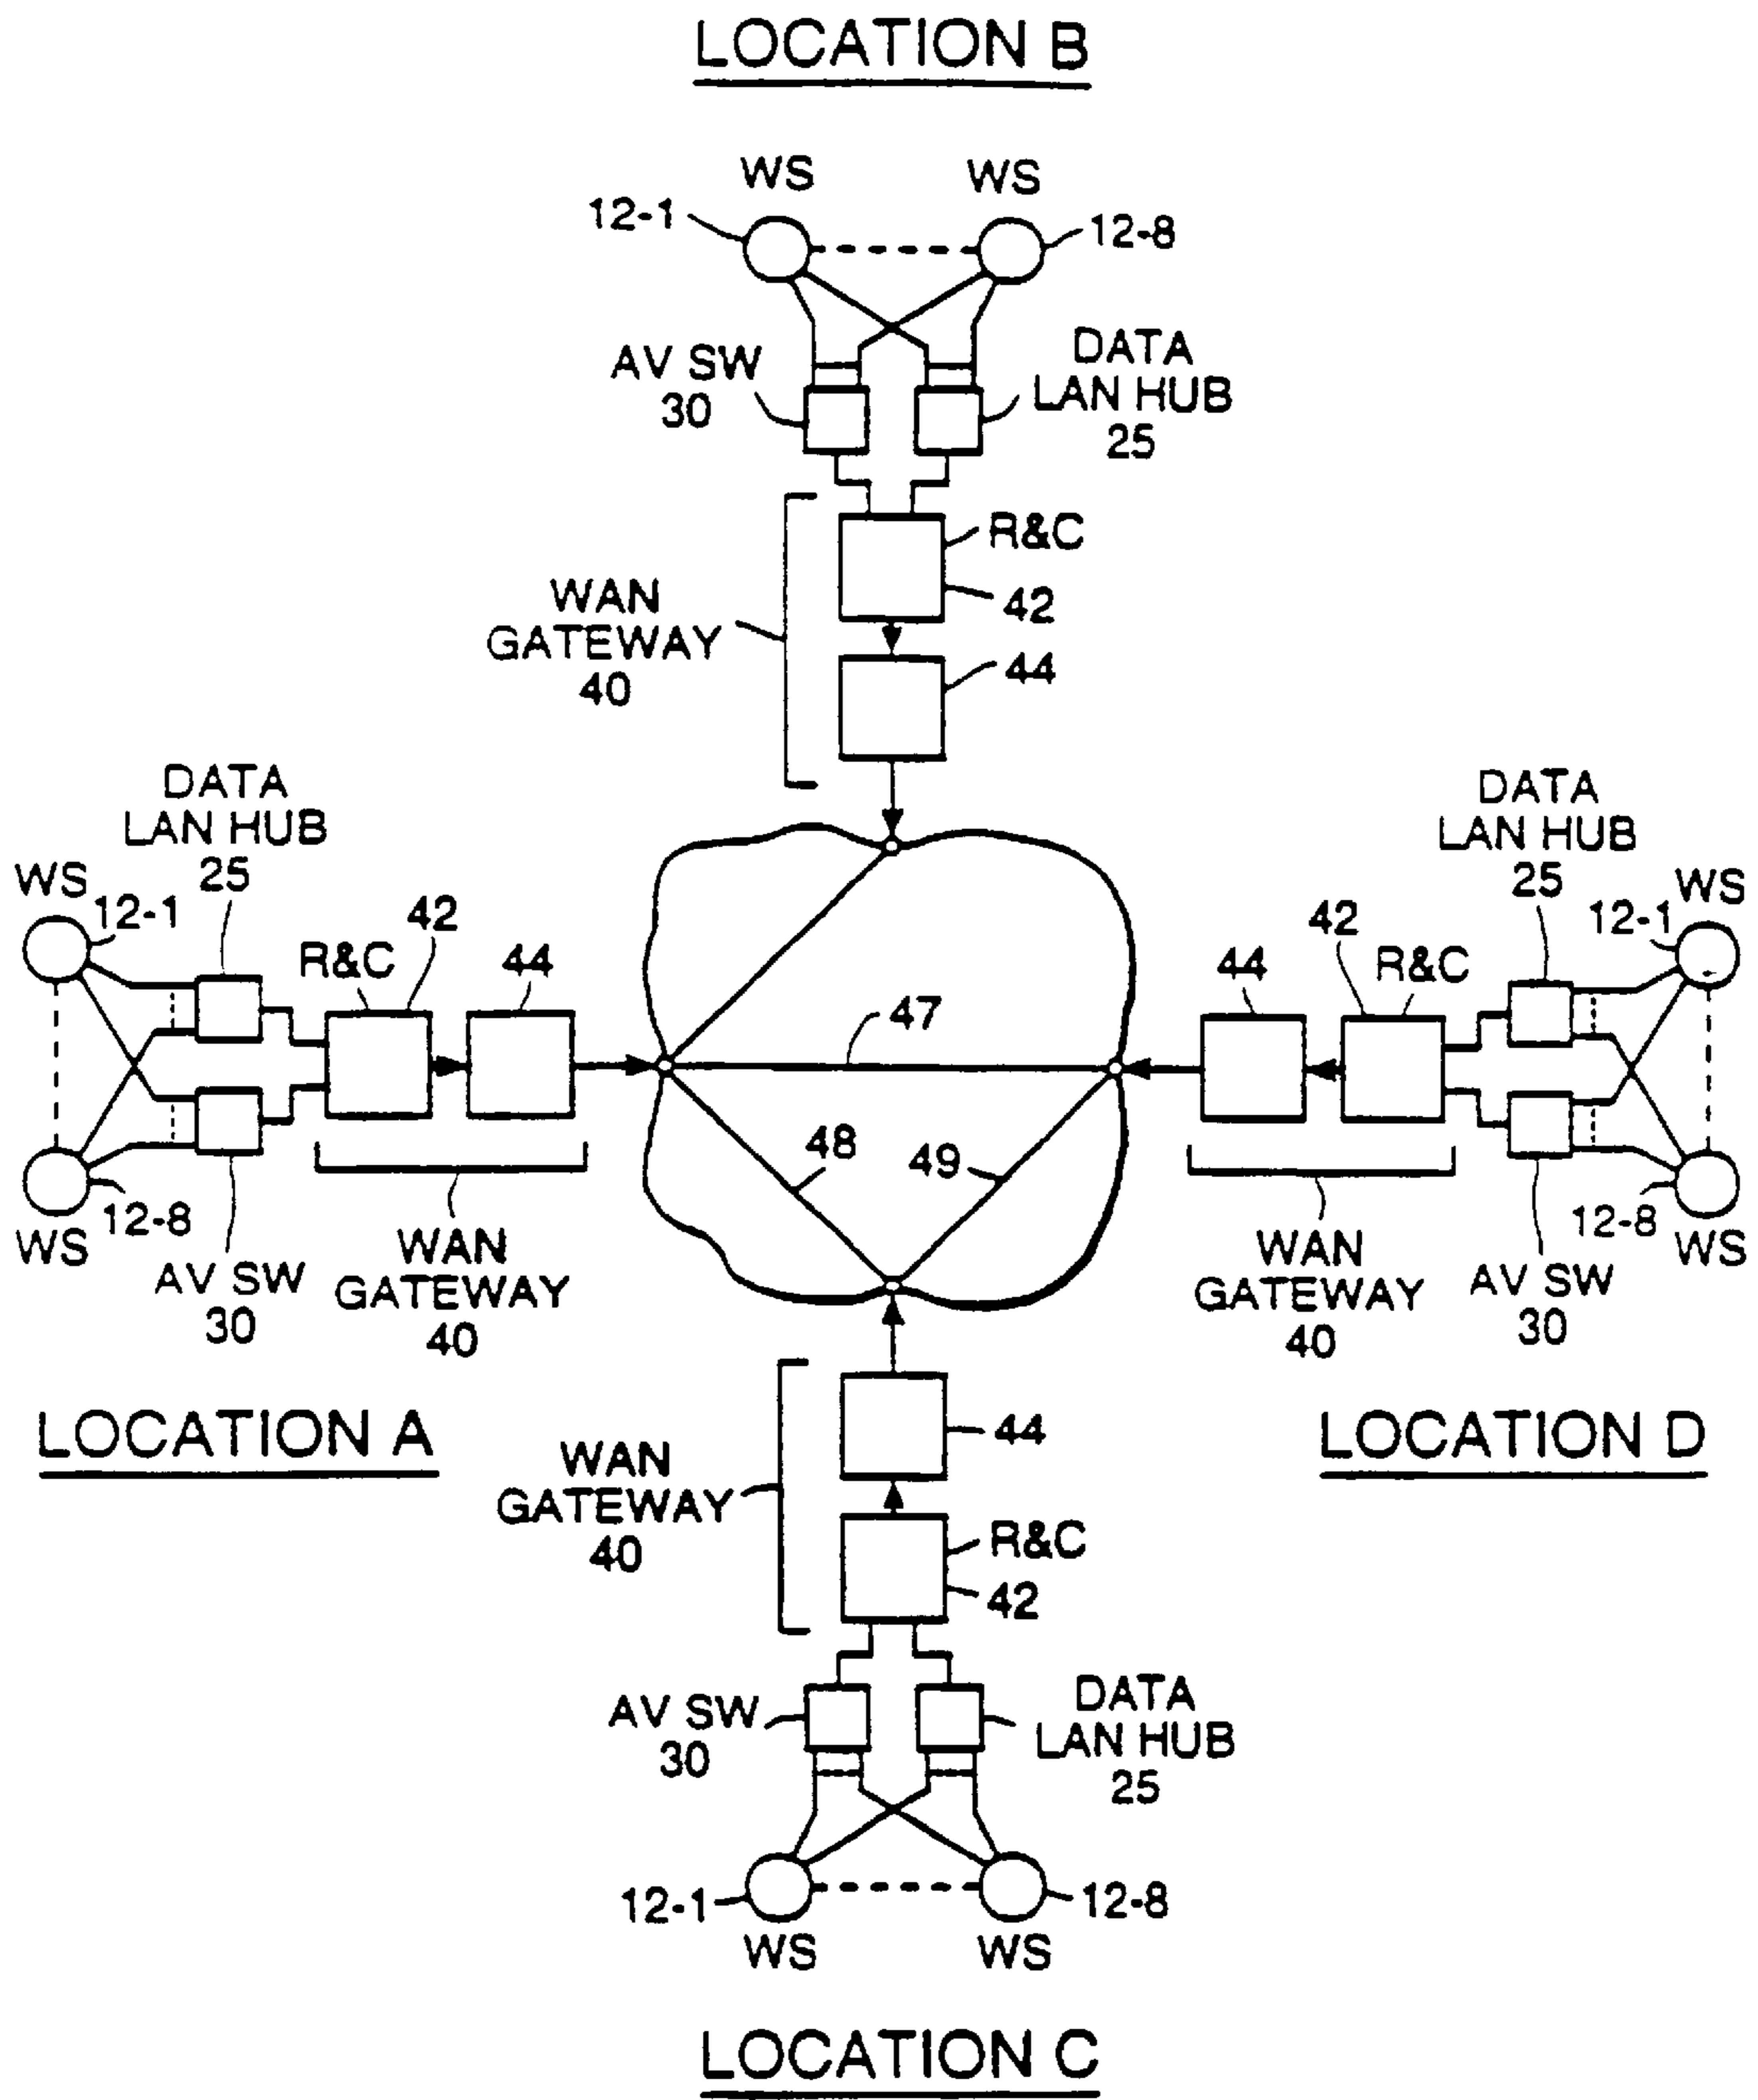 LOCATION B
WS
WS
12-1
12-8
AV SW
30
DATA
LAN HUB
25
R&C
42
WAN
GATEWAY
40
44
DATA
LAN HUB
25
WS
12-1
R&C
42
44
12-8
WS
AV SW
30
WAN
GATEWAY
40
LOCATION A
47
48
49
DATA
LAN HUB
25
WS
12-1
42
R&C
44
12-8
WS
AV SW
30
WAN
GATEWAY
40
LOCATION D
44
WAN
GATEWAY
40
R&C
42
AV SW
30
DATA
LAN HUB
25
12-1
12-8
WS
WS
LOCATION C